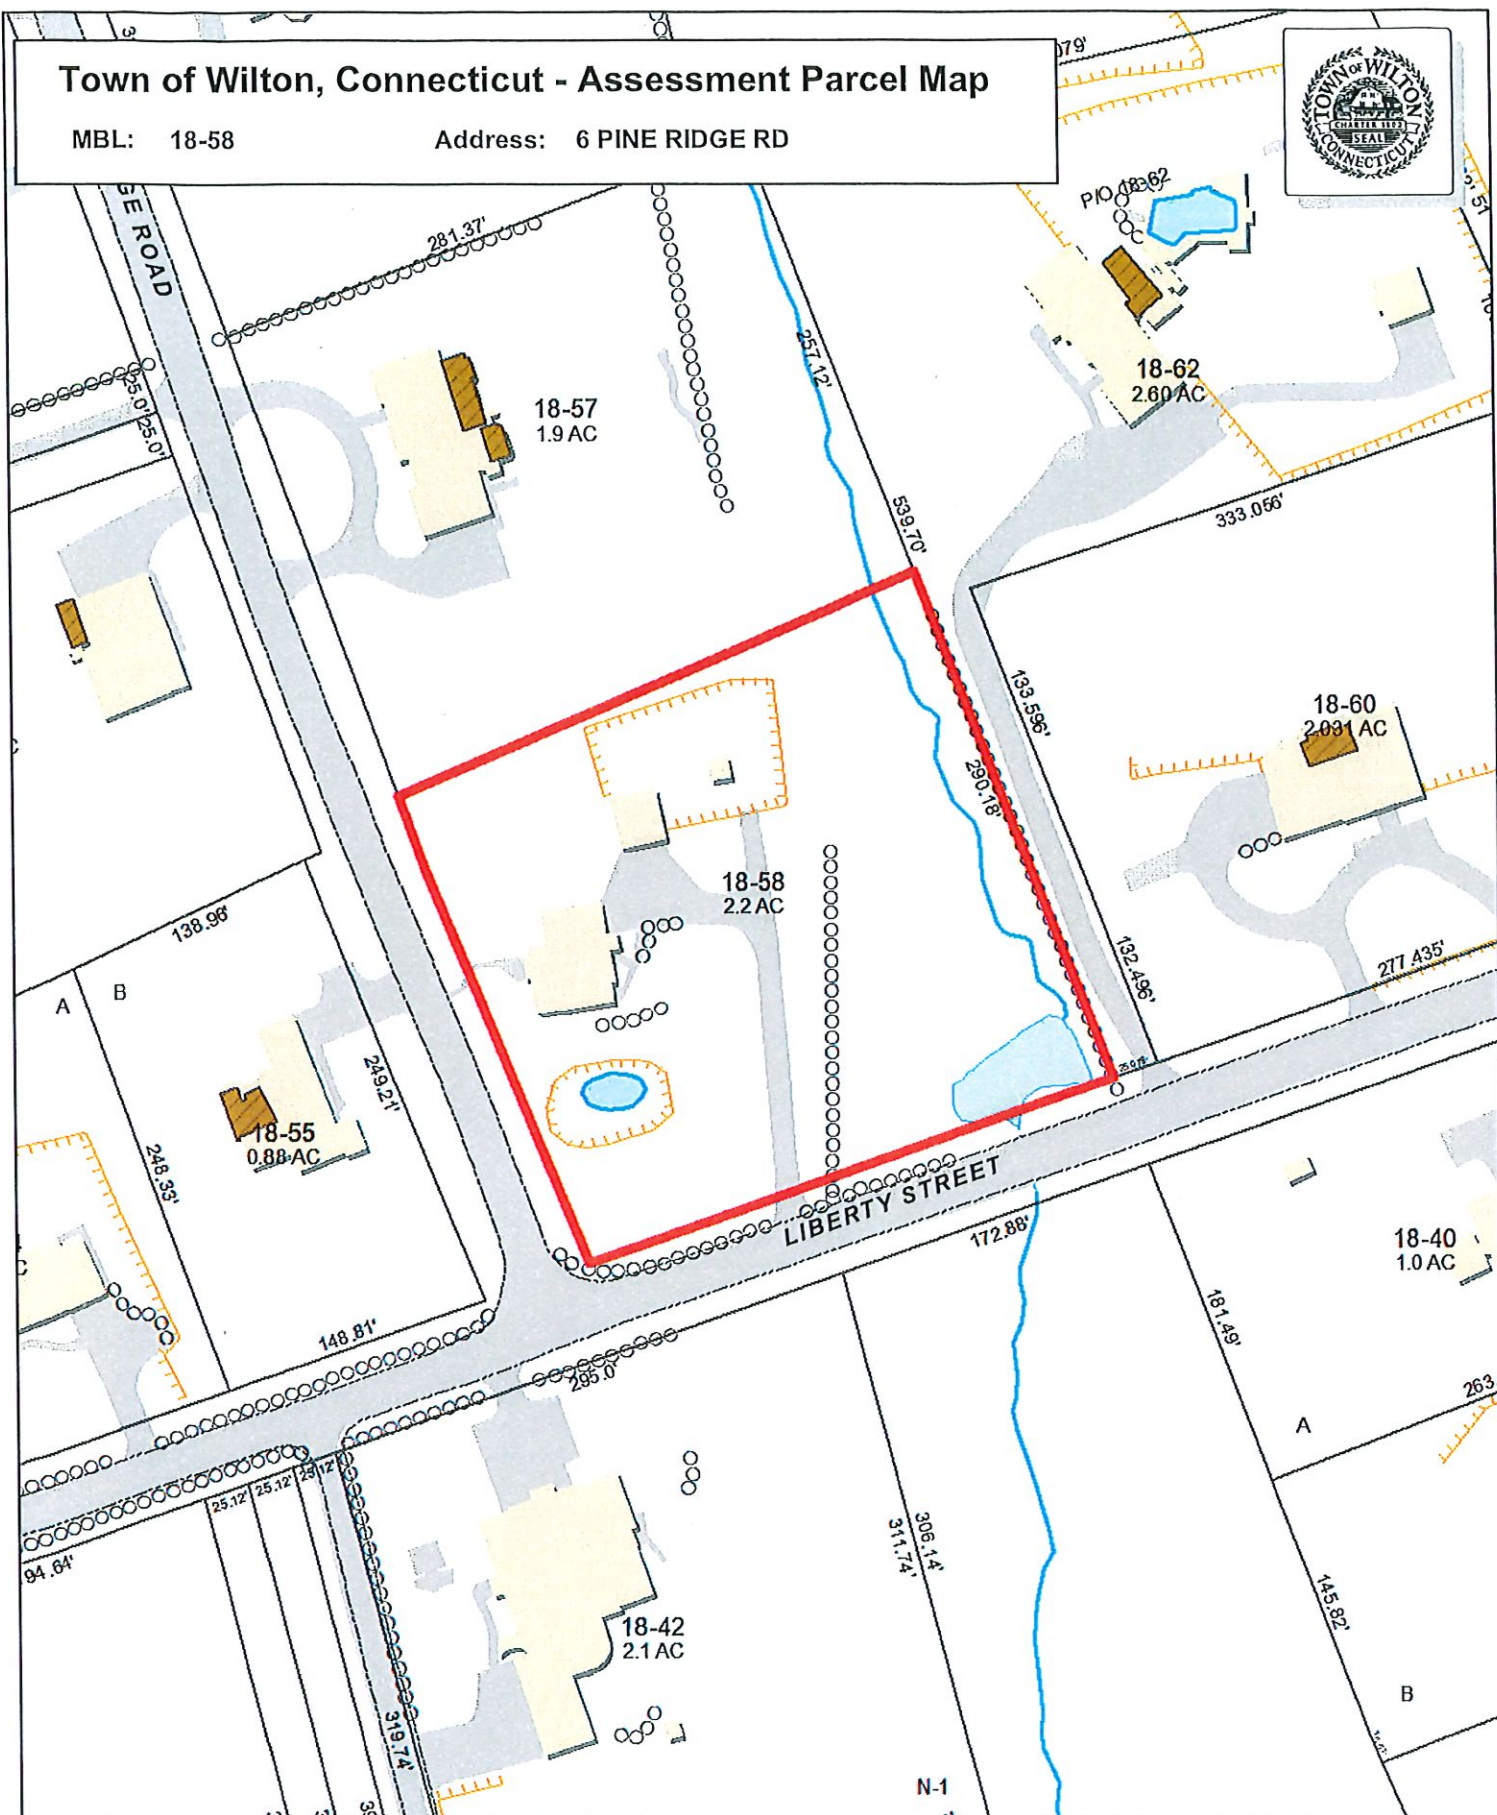 Town of Wilton, Connecticut - Assessment Parcel Map
MBL: 18-58 Address: 6 PINE RIDGE RD
TOWN OF WILTON
CHARTER 1802
SEAL
CONNECTICUT
GE ROAD
281.37'
P/O 18-62
257.12'
18-62
2.60 AC
18-57
1.9 AC
25.0'
25.0'
539.70'
333.056'
133.596'
18-60
2.031 AC
290.18'
18-58
2.2 AC
138.96'
132.496'
277.435'
A
B
249.21'
18-55
0.88 AC
248.33'
LIBERTY STREET
172.88'
18-40
1.0 AC
181.49'
148.81'
295.0'
263
A
25.12'
25.12'
25.12'
94.64'
306.14'
311.74'
145.82'
18-42
2.1 AC
319.74'
B
N-1